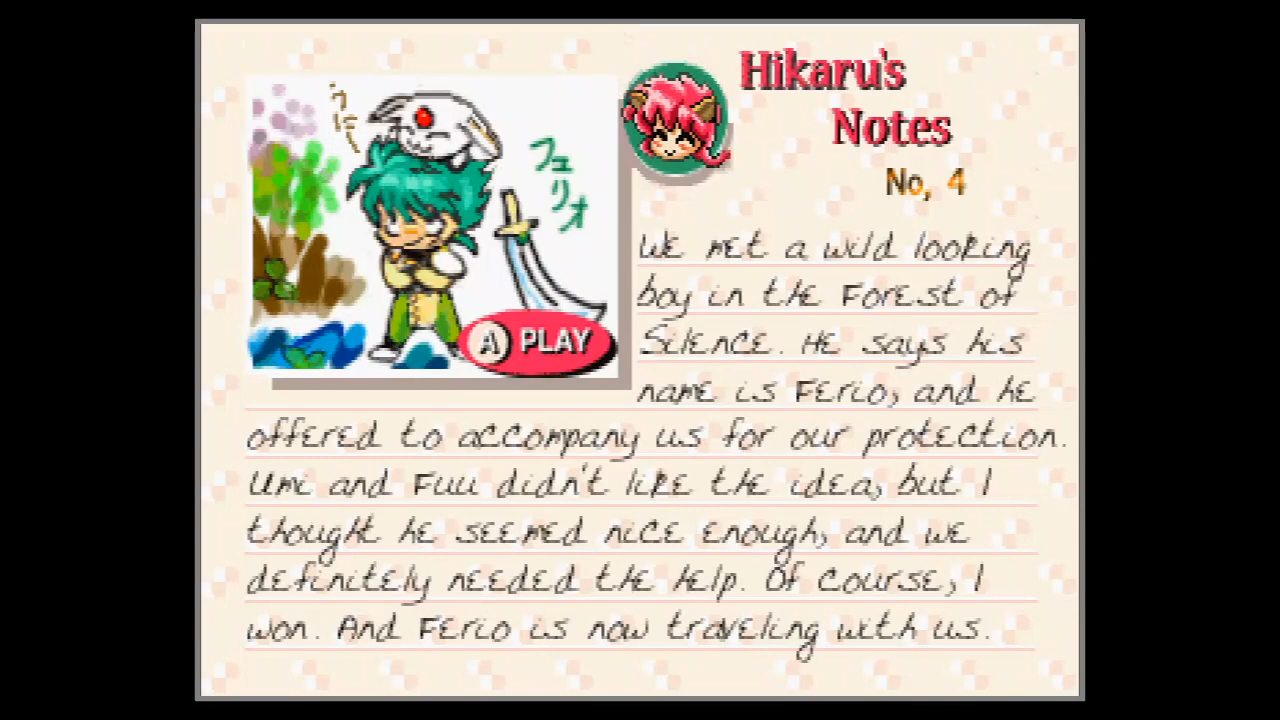 Hikaru's
Notes
No, 4
うにー
フェリオ
A PLAY
We met a wild looking
boy in the Forest of
Silence. He says his
name is Ferio, and he
offered to accompany us for our protection.
Umi and Fuu didn't like the idea, but I
thought he seemed nice enough, and we
definitely needed the help. Of course, I
won. And Ferio is now traveling with us.